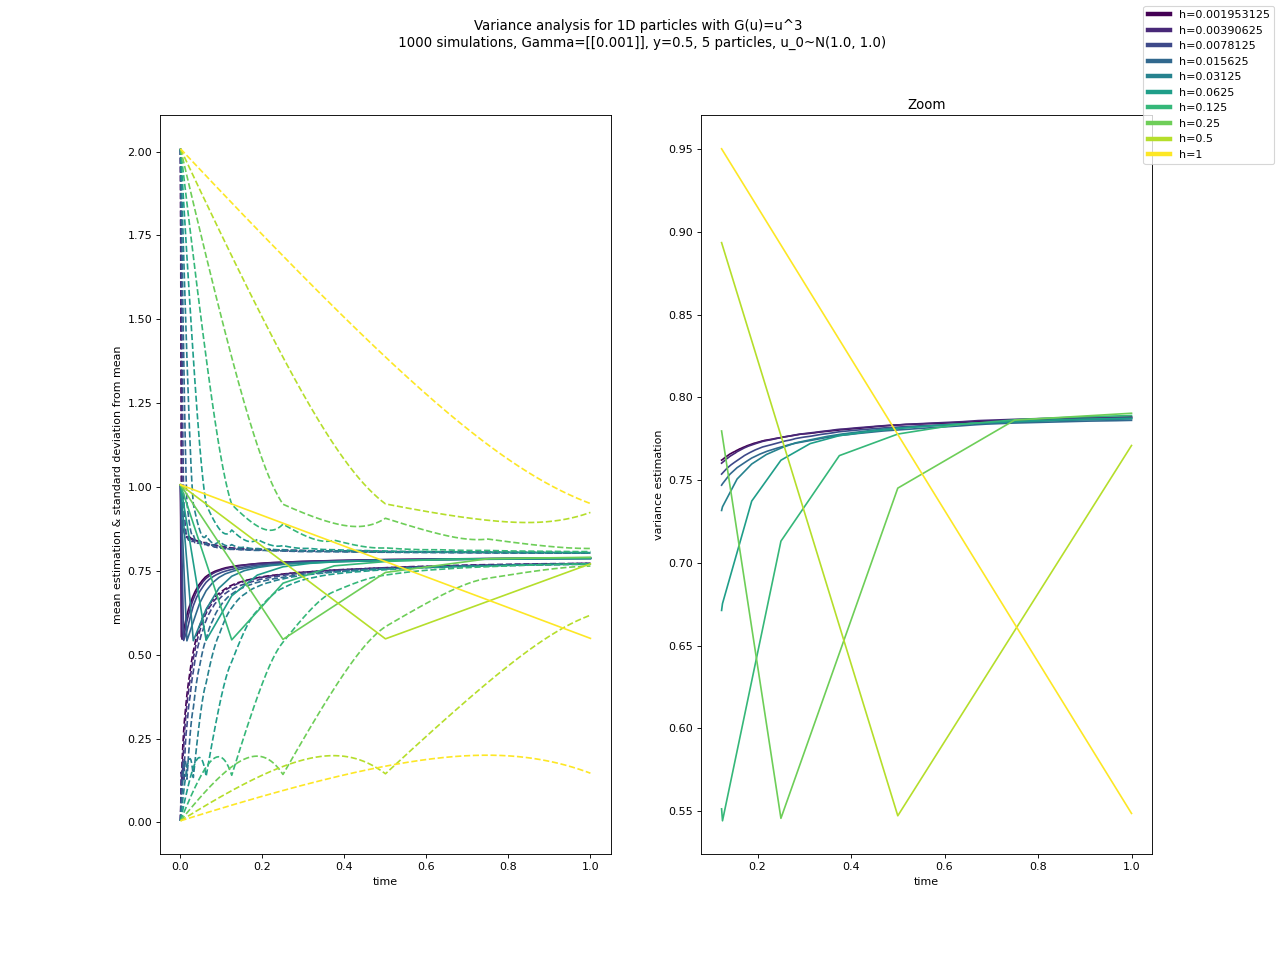 Variance analysis for 1D particles with G(u)=u^3
1000 simulations, Gamma=[[0.001]], y=0.5, 5 particles, u_0~N(1.0, 1.0)
h=0.001953125
h=0.00390625
h=0.0078125
h=0.015625
h=0.03125
h=0.0625
h=0.125
h=0.25
h=0.5
h=1
mean estimation & standard deviation from mean
2.00
1.75
1.50
1.25
1.00
0.75
0.50
0.25
0.00
0.0 0.2 0.4 0.6 0.8 1.0
time
Zoom
variance estimation
0.95
0.90
0.85
0.80
0.75
0.70
0.65
0.60
0.55
0.2 0.4 0.6 0.8 1.0
time